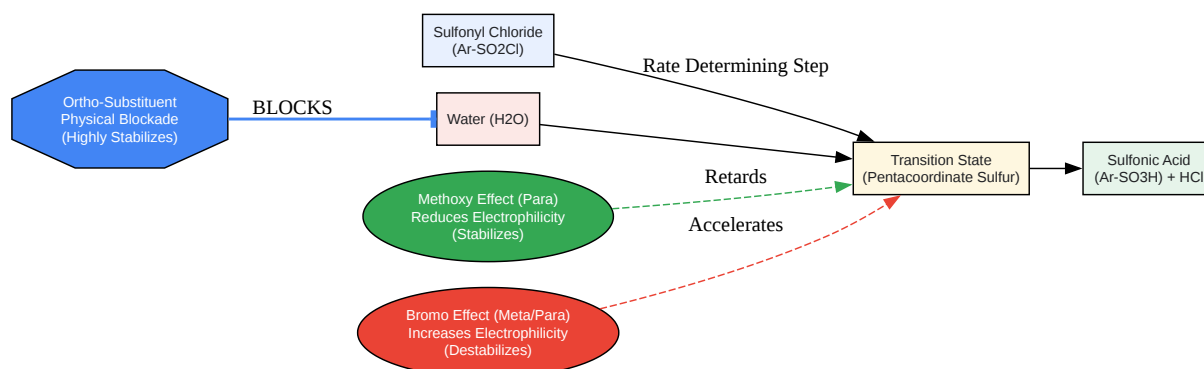 Sulfonyl Chloride
(Ar-SO2Cl)
Rate Determining Step
Ortho-Substituent
Physical Blockade
(Highly Stabilizes)
BLOCKS
Water (H2O)
Transition State
(Pentacoordinate Sulfur)
Sulfonic Acid
(Ar-SO3H) + HCl
Retards
Methoxy Effect (Para)
Reduces Electrophilicity
(Stabilizes)
Accelerates
Bromo Effect (Meta/Para)
Increases Electrophilicity
(Destabilizes)